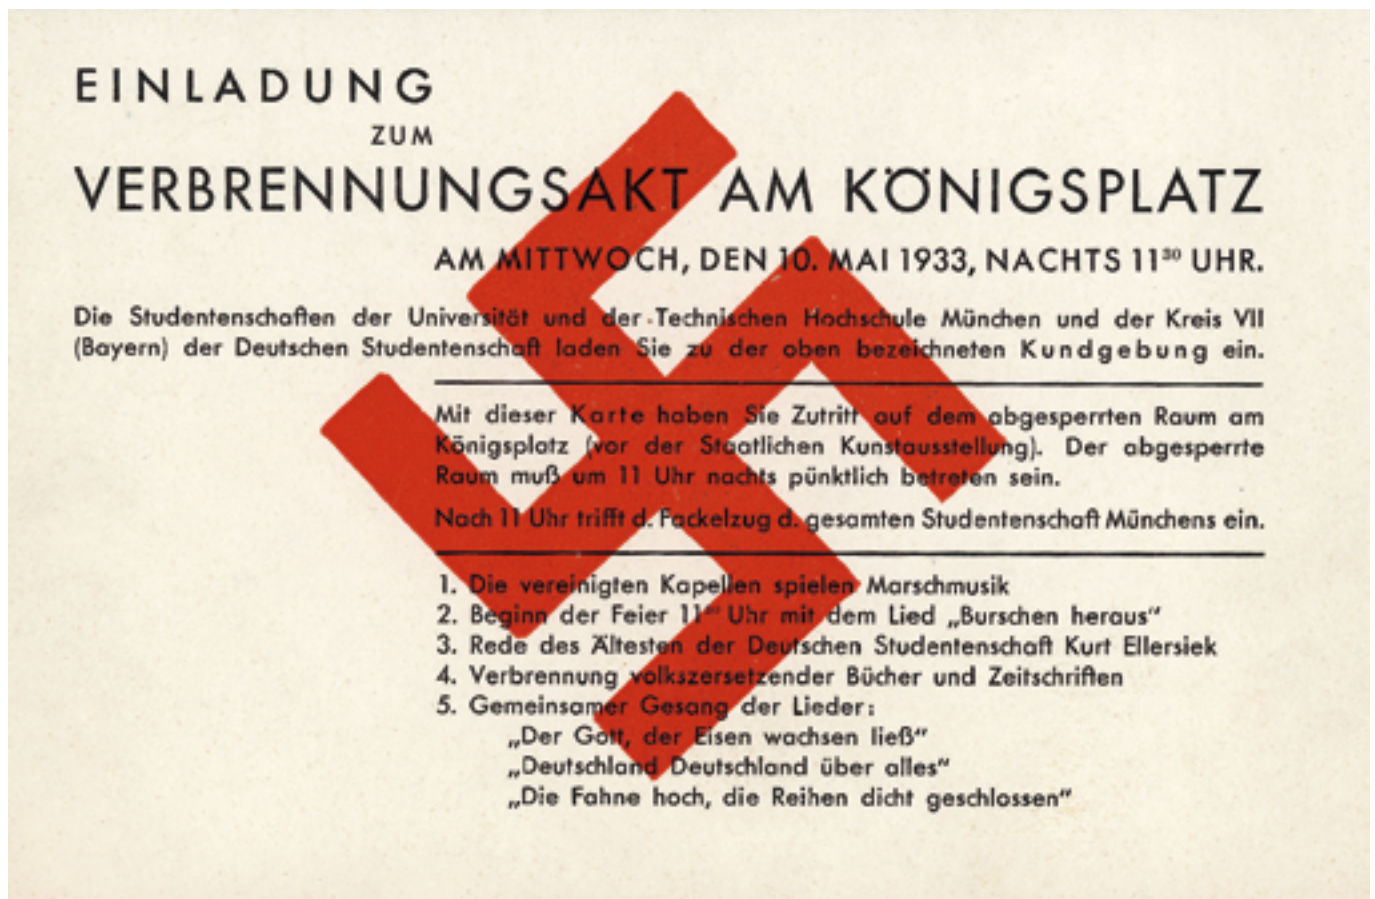 EINLADUNG
ZUM
VERBRENNUNGSAKT AM KÖNIGSPLATZ
AM MITTWOCH, DEN 10. MAI 1933, NACHTS 11³⁰ UHR.
Die Studentenschaften der Universität und der Technischen Hochschule München und der Kreis VII
(Bayern) der Deutschen Studentenschaft laden Sie zu der oben bezeichneten Kundgebung ein.
Mit dieser Karte haben Sie Zutritt auf dem abgesperrten Raum am
Königsplatz (vor der Staatlichen Kunstausstellung). Der abgesperrte
Raum muß um 11 Uhr nachts pünktlich betreten sein.
Nach 11 Uhr trifft d. Fackelzug d. gesamten Studentenschaft Münchens ein.
1. Die vereinigten Kapellen spielen Marschmusik
2. Beginn der Feier 11³⁰ Uhr mit dem Lied „Burschen heraus"
3. Rede des Ältesten der Deutschen Studentenschaft Kurt Ellersiek
4. Verbrennung volkszersetzender Bücher und Zeitschriften
5. Gemeinsamer Gesang der Lieder:
„Der Gott, der Eisen wachsen ließ"
„Deutschland Deutschland über alles"
„Die Fahne hoch, die Reihen dicht geschlossen"